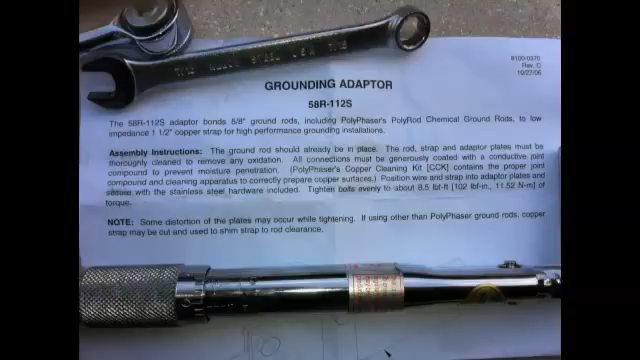 8100-0370
Rev. C
10/27/06
GROUNDING ADAPTOR
58R-112S
The 58R-112S adaptor bonds 5/8" ground rods, including PolyPhaser's PolyRod Chemical Ground Rods, to low
impedance 1 1/2" copper strap for high performance grounding installations.
Assembly Instructions: The ground rod should already be in place. The rod, strap and adaptor plates must be
thoroughly cleaned to remove any oxidation. All connections must be generously coated with a conductive joint
compound to prevent moisture penetration. (PolyPhaser's Copper Cleaning Kit [CCK] contains the proper joint
compound and cleaning apparatus to correctly prepare copper surfaces.) Position wire and strap into adaptor plates and
secure with the stainless steel hardware included. Tighten bolts evenly to about 8.5 lbf-ft [102 lbf-in., 11.52 N-m] of
torque.
NOTE: Some distortion of the plates may occur while tightening. If using other than PolyPhaser ground rods, copper
strap may be cut and used to shim strap to rod clearance.